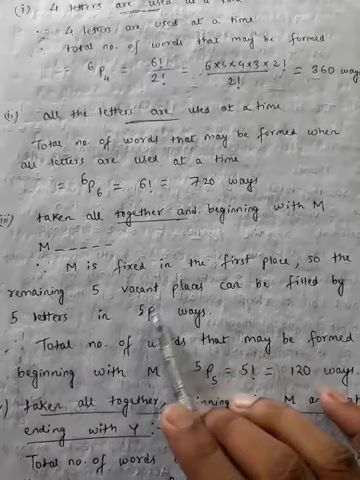 (i) 4 letters are used at a time
∵ 4 letters are used at a time
∴ total no. of words that may be formed
= ⁶P₄ = 6!/2! = 6×5×4×3×2!/2! = 360 ways
(ii) all the letters are used at a time
Total no. of words that may be formed when
all letters are used at a time
= ⁶P₆ = 6! = 720 ways
(iii) taken all together and beginning with M
M _ _ _ _ _
∵ M is fixed in the first place, so the
remaining 5 vacant places can be filled by
5 letters in ⁵P ways.
∴ Total no. of words that may be formed
beginning with M ⁵P₅ = 5! = 120 ways.
taken all together, M and
ending with Y :
Total no. of words